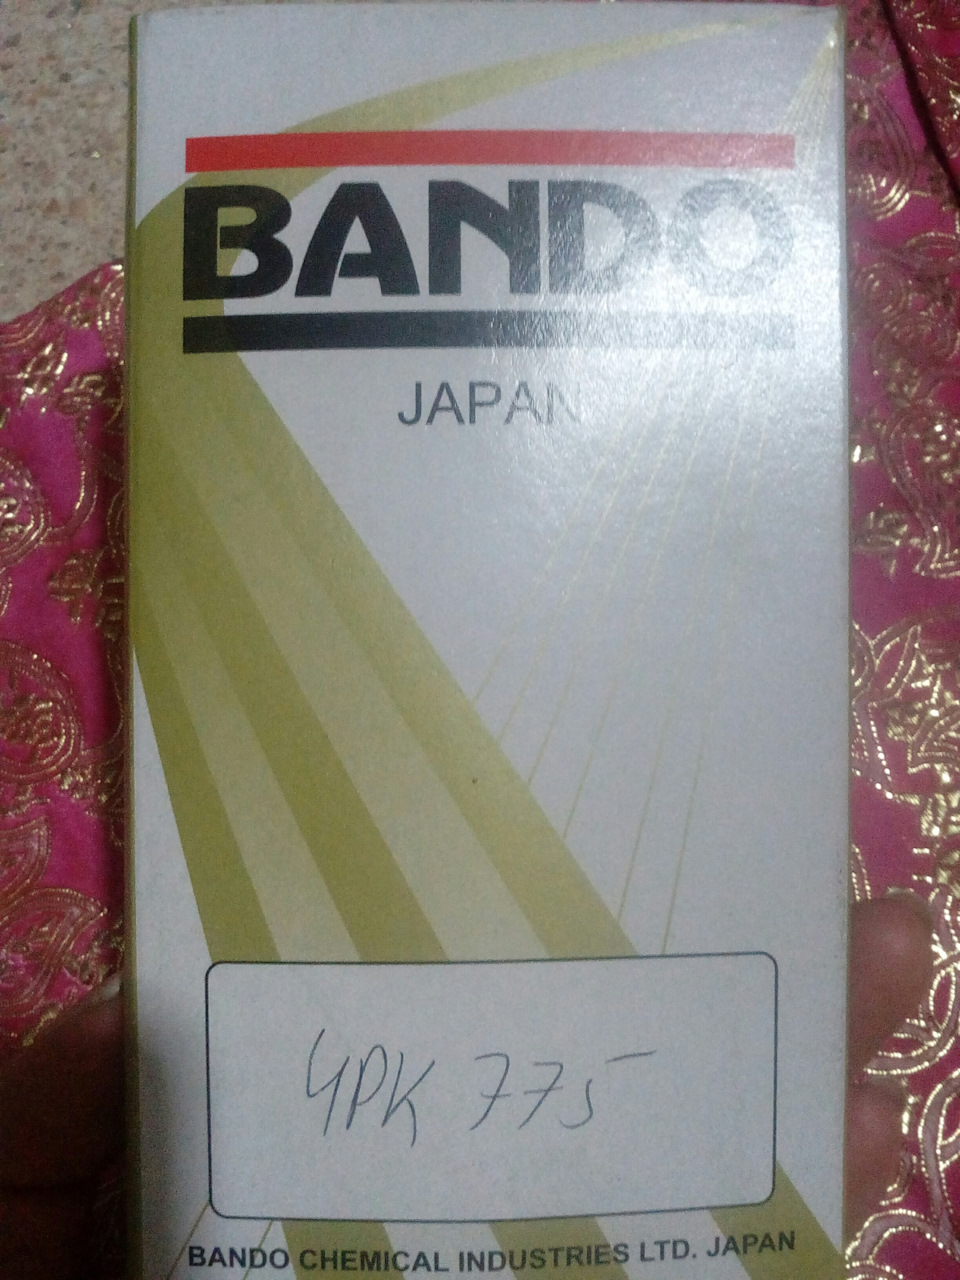 BANDO
JAPAN
4PK 775
BANDO CHEMICAL INDUSTRIES LTD. JAPAN